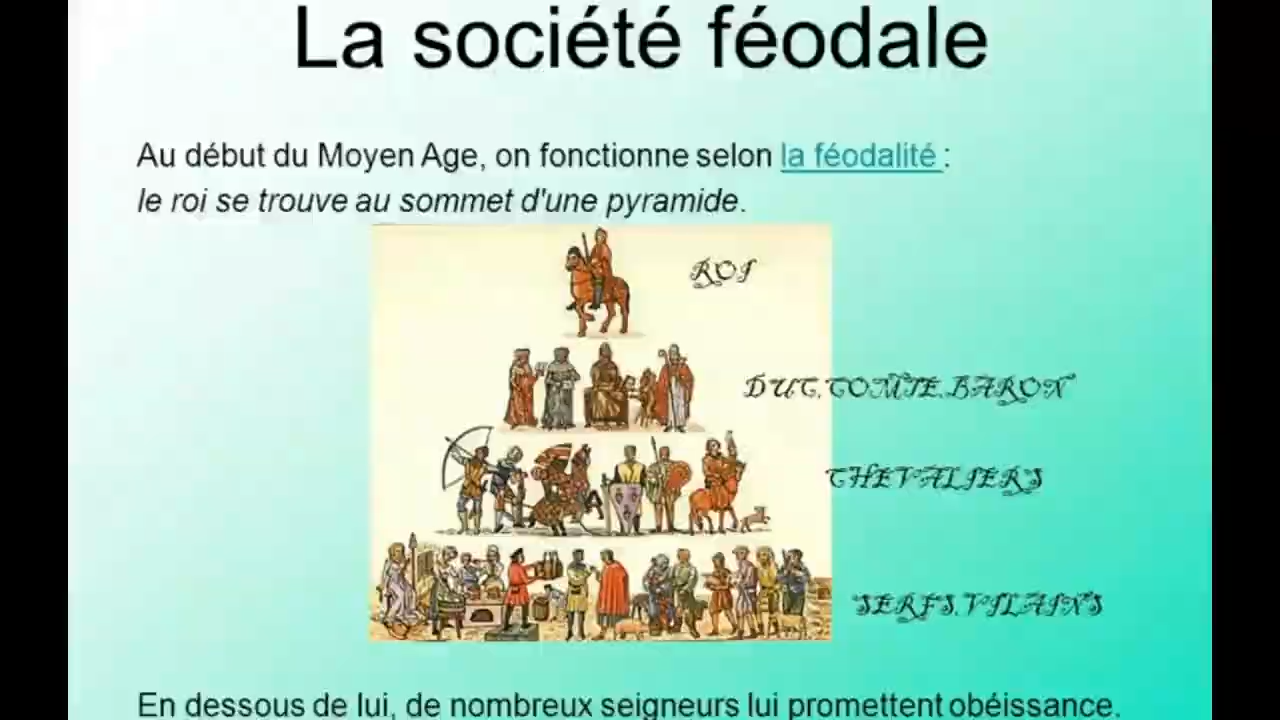 La société féodale
Au début du Moyen Age, on fonctionne selon la féodalité :
le roi se trouve au sommet d'une pyramide.
ROI
DUC, COMTE, BARON
CHEVALIERS
SERFS, VILAINS
En dessous de lui, de nombreux seigneurs lui promettent obéissance.